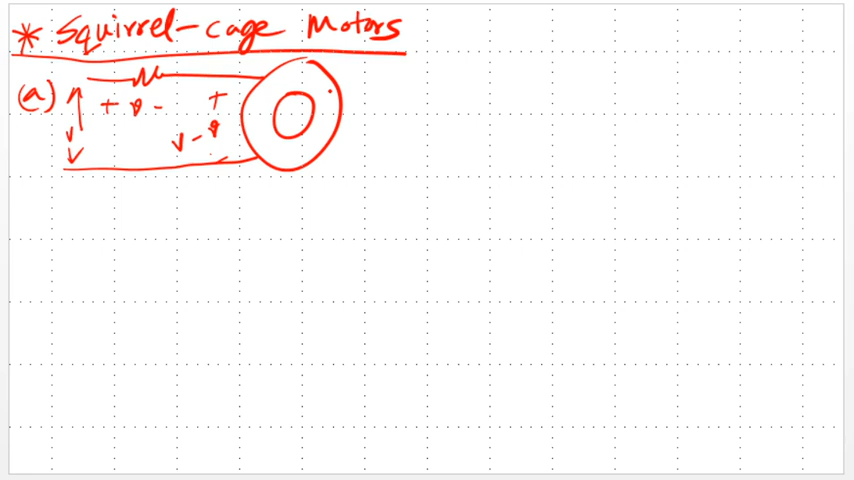 * Squirrel-cage Motors
(a) + v - +
v v - v
-